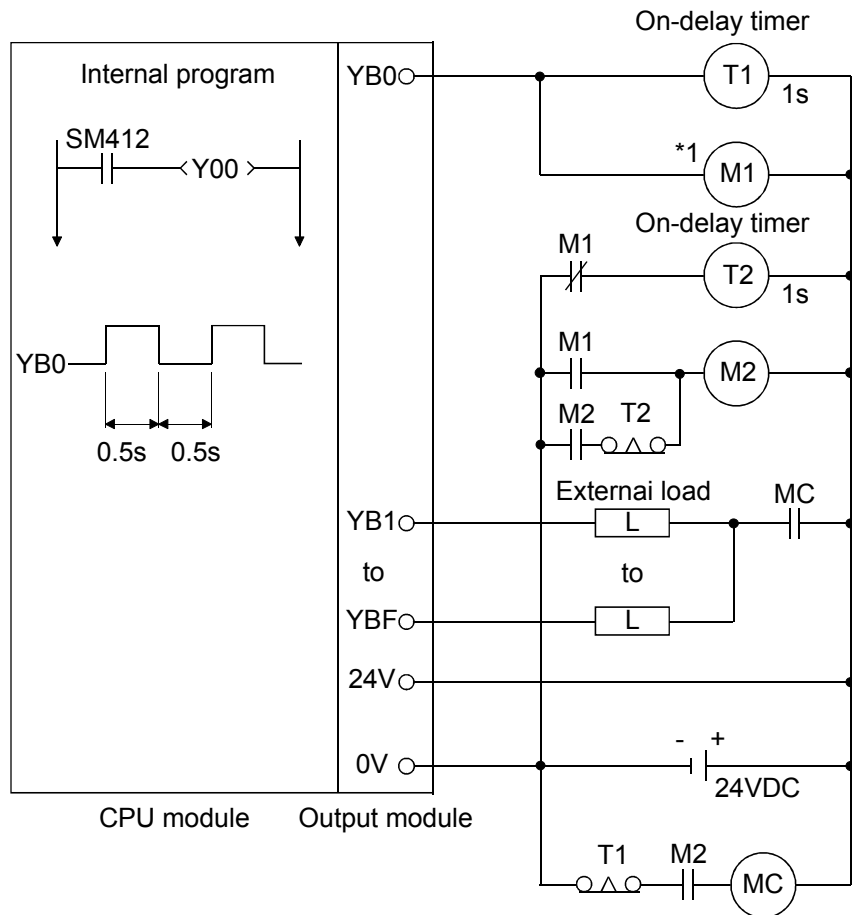 On-delay timer
Internal program
YB0
T1
1s
SM412
Y00
*1
M1
On-delay timer
M1
T2
1s
YB0
M1
M2
M2
T2
0.5s
0.5s
Externai load
MC
YB1
L
to
to
YBF
L
24V
- +
0V
24VDC
CPU module
Output module
T1
M2
MC